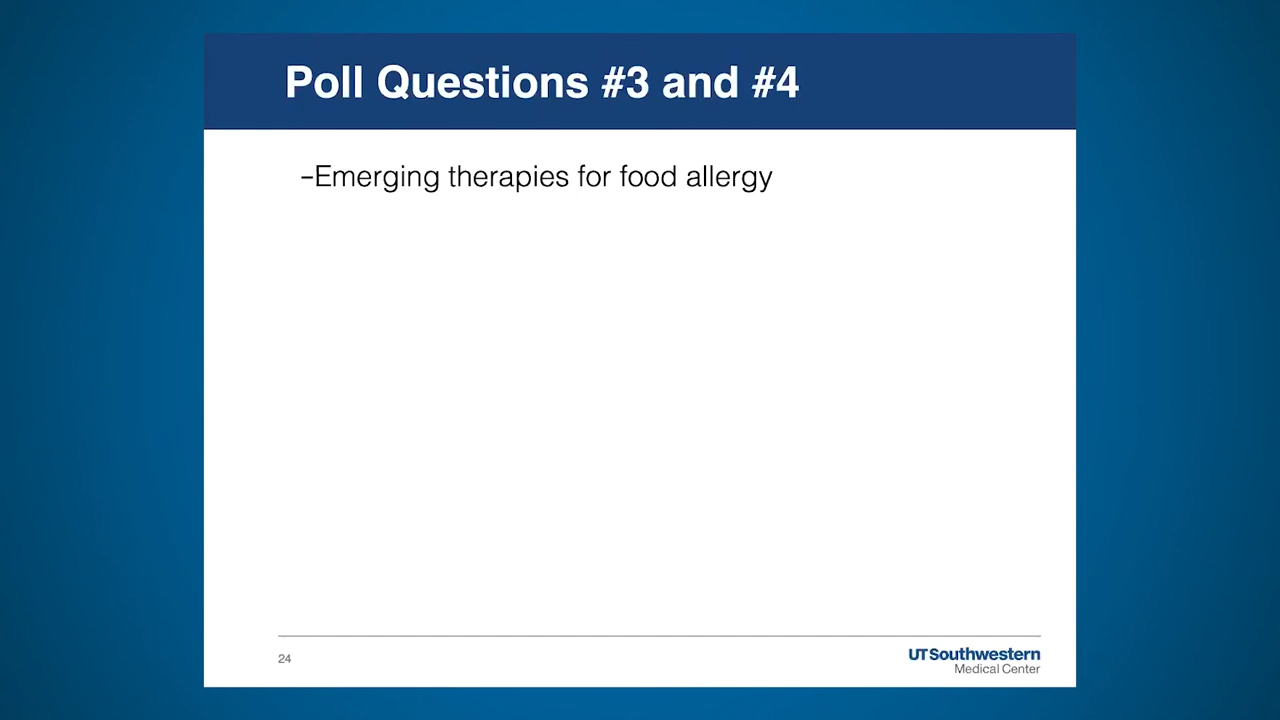 Poll Questions #3 and #4
–Emerging therapies for food allergy
24
UTSouthwestern
Medical Center